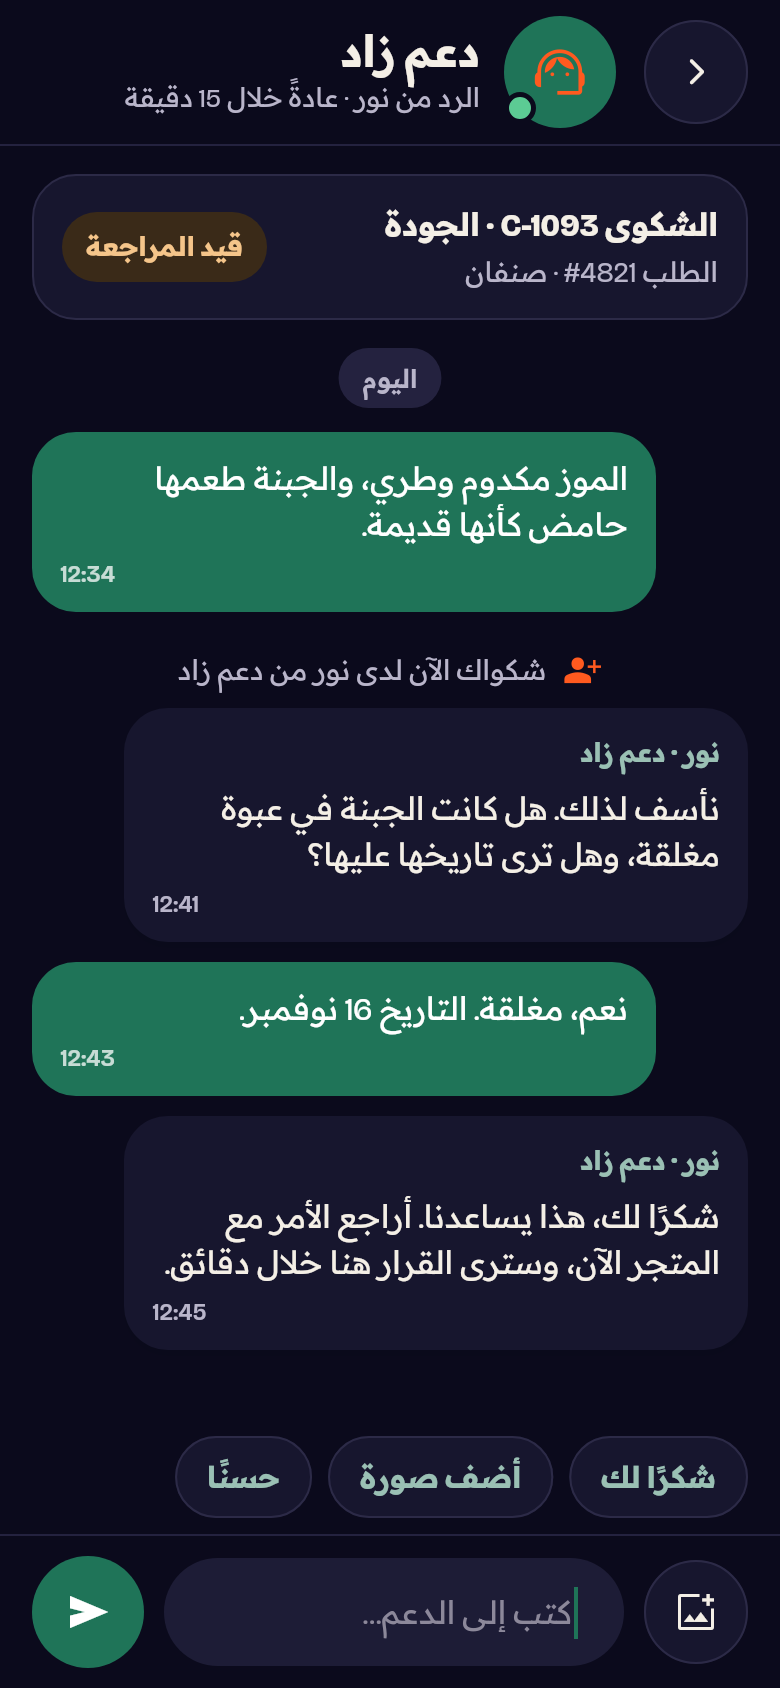 دعم زاد
الرد من نور · عادةً خلال 15 دقيقة
الشكوى C-1093 · الجودة
الطلب #4821 · صنفان
قيد المراجعة
اليوم
الموز مكدوم وطري، والجبنة طعمها
حامض كأنها قديمة.
12:34
شكواك الآن لدى نور من دعم زاد
نور · دعم زاد
نأسف لذلك. هل كانت الجبنة في عبوة
مغلقة، وهل ترى تاريخها عليها؟
12:41
نعم، مغلقة. التاريخ 16 نوفمبر.
12:43
نور · دعم زاد
شكرًا لك، هذا يساعدنا. أراجع الأمر مع
المتجر الآن، وسترى القرار هنا خلال دقائق.
12:45
شكرًا لك
أضف صورة
حسنًا
كتب إلى الدعم...